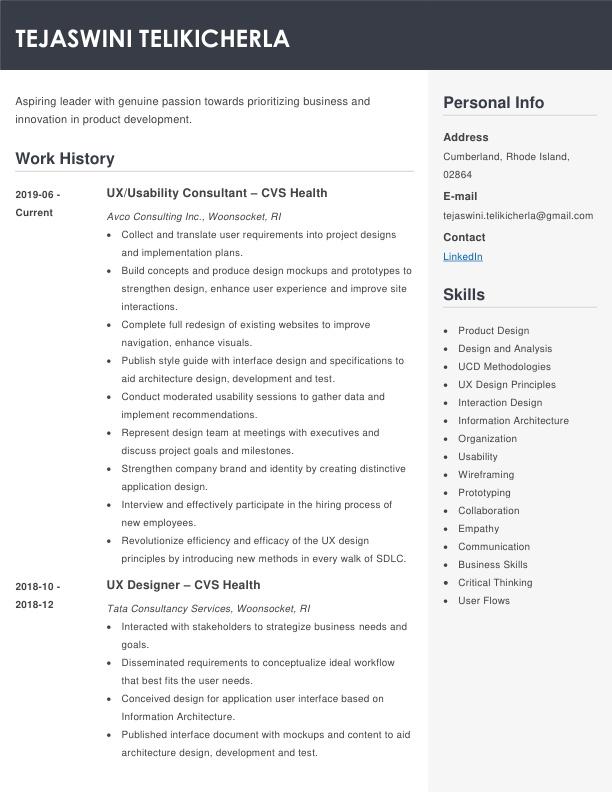 TEJASWINI TELIKICHERLA
Aspiring leader with genuine passion towards prioritizing business and
innovation in product development.
Work History
2019-06 -
Current
UX/Usability Consultant – CVS Health
Avco Consulting Inc., Woonsocket, RI
• Collect and translate user requirements into project designs
and implementation plans.
• Build concepts and produce design mockups and prototypes to
strengthen design, enhance user experience and improve site
interactions.
• Complete full redesign of existing websites to improve
navigation, enhance visuals.
• Publish style guide with interface design and specifications to
aid architecture design, development and test.
• Conduct moderated usability sessions to gather data and
implement recommendations.
• Represent design team at meetings with executives and
discuss project goals and milestones.
• Strengthen company brand and identity by creating distinctive
application design.
• Interview and effectively participate in the hiring process of
new employees.
• Revolutionize efficiency and efficacy of the UX design
principles by introducing new methods in every walk of SDLC.
2018-10 -
2018-12
UX Designer – CVS Health
Tata Consultancy Services, Woonsocket, RI
• Interacted with stakeholders to strategize business needs and
goals.
• Disseminated requirements to conceptualize ideal workflow
that best fits the user needs.
• Conceived design for application user interface based on
Information Architecture.
• Published interface document with mockups and content to aid
architecture design, development and test.
Personal Info
Address
Cumberland, Rhode Island,
02864
E-mail
tejaswini.telikicherla@gmail.com
Contact
LinkedIn
Skills
• Product Design
• Design and Analysis
• UCD Methodologies
• UX Design Principles
• Interaction Design
• Information Architecture
• Organization
• Usability
• Wireframing
• Prototyping
• Collaboration
• Empathy
• Communication
• Business Skills
• Critical Thinking
• User Flows